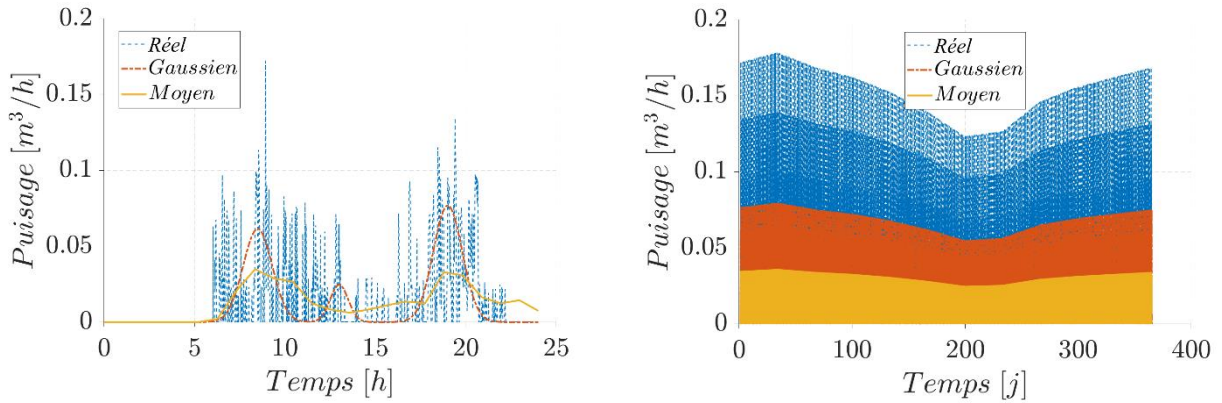 0.2
0.15
0.1
0.05
0
Puisage [m³/h]
Réel
Gaussien
Moyen
0 5 10 15 20 25
Temps [h]
0.2
0.15
0.1
0.05
0
Puisage [m³/h]
Réel
Gaussien
Moyen
0 100 200 300 400
Temps [j]